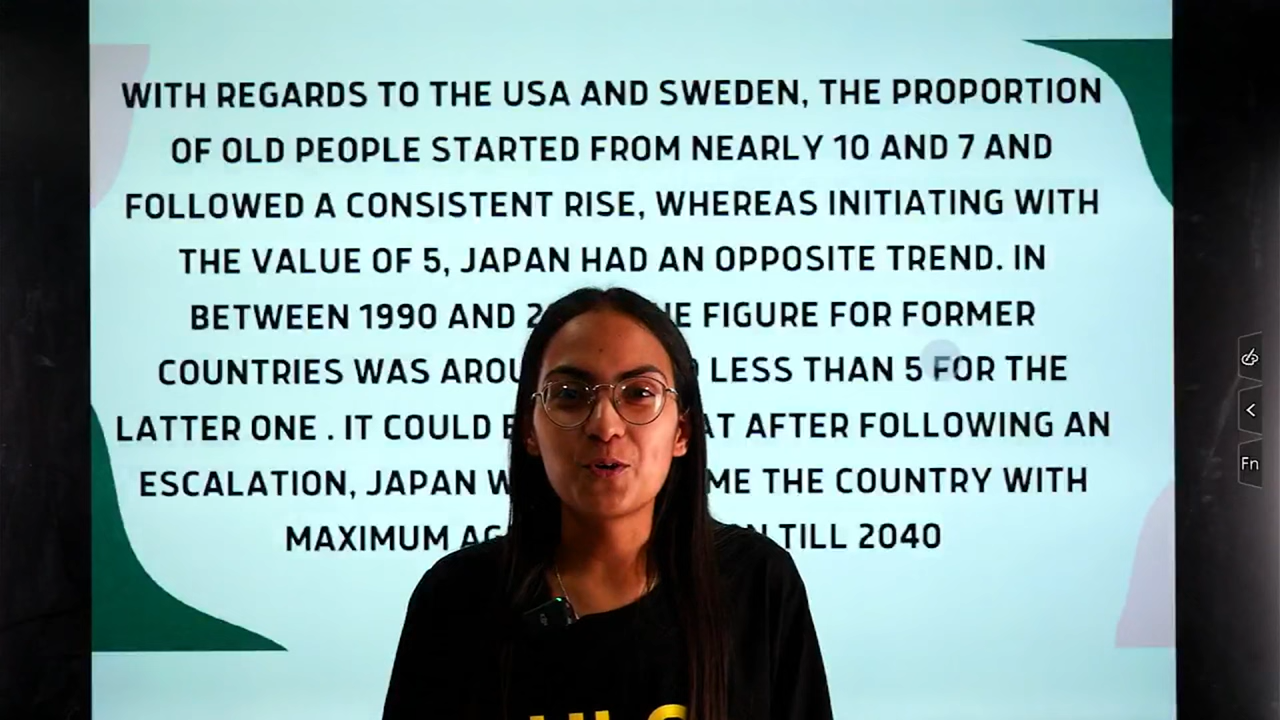 WITH REGARDS TO THE USA AND SWEDEN, THE PROPORTION
OF OLD PEOPLE STARTED FROM NEARLY 10 AND 7 AND
FOLLOWED A CONSISTENT RISE, WHEREAS INITIATING WITH
THE VALUE OF 5, JAPAN HAD AN OPPOSITE TREND. IN
BETWEEN 1990 AND FIGURE FOR FORMER
COUNTRIES WAS LESS THAN 5 FOR THE
LATTER ONE . IT COULD AFTER FOLLOWING AN
ESCALATION, JAPAN THE COUNTRY WITH
MAXIMUM TILL 2040
Fn